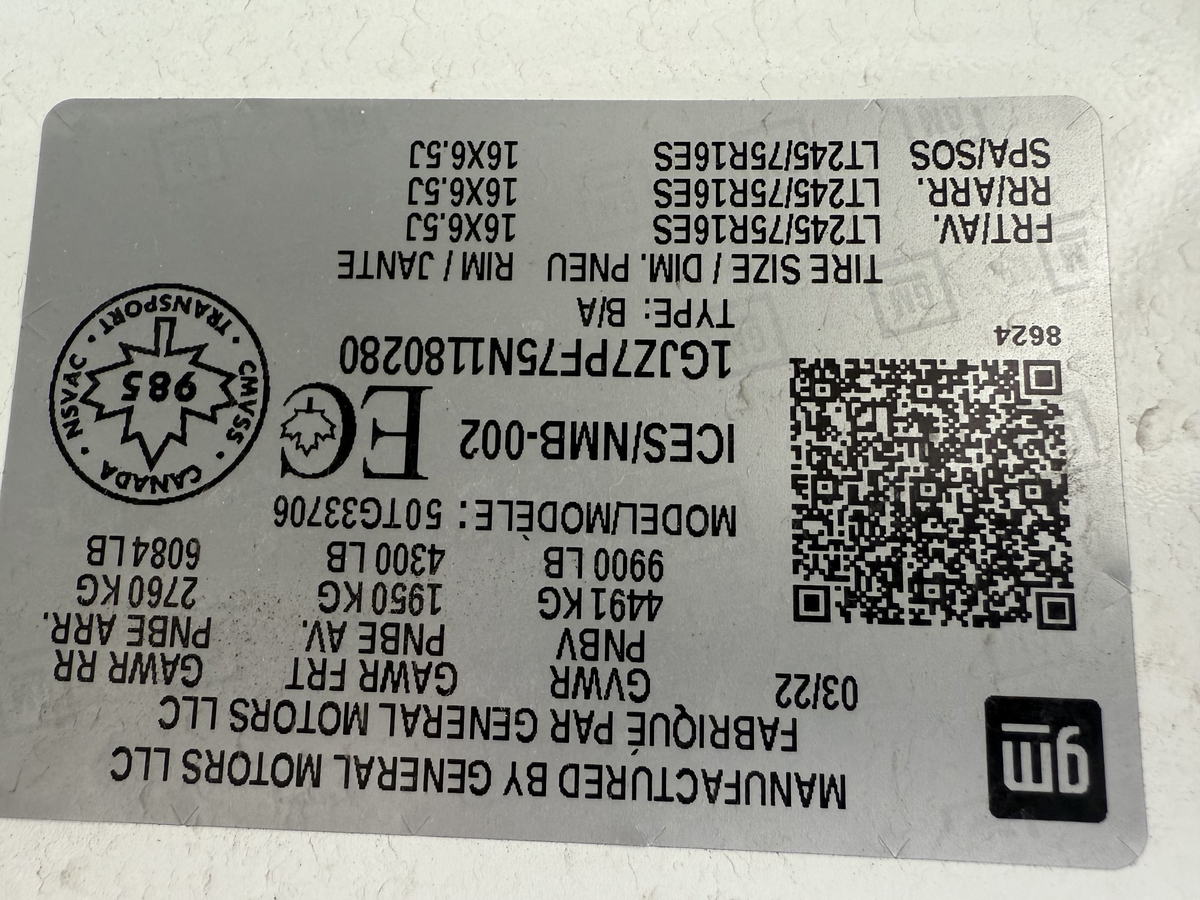 gm
MANUFACTURED BY GENERAL MOTORS LLC
FABRIQUÉ PAR GENERAL MOTORS LLC
03/22 GVWR GAWR FRT GAWR RR
PNBV PNBE AV. PNBE ARR.
4491 KG 1950 KG 2760 KG
9900 LB 4300 LB 6084 LB
MODEL/MODÈLE: 50TG33706
ICES/NMB-002 EC
1GJZ7PF75N1180280
TYPE: B/A
CANADA · CMVSS · TRANSPORT · NSVAC ·
985
8624
TIRE SIZE / DIM. PNEU RIM / JANTE
FRT/AV. LT245/75R16ES 16X6.5J
RR/ARR. LT245/75R16ES 16X6.5J
SPA/SOS LT245/75R16ES 16X6.5J